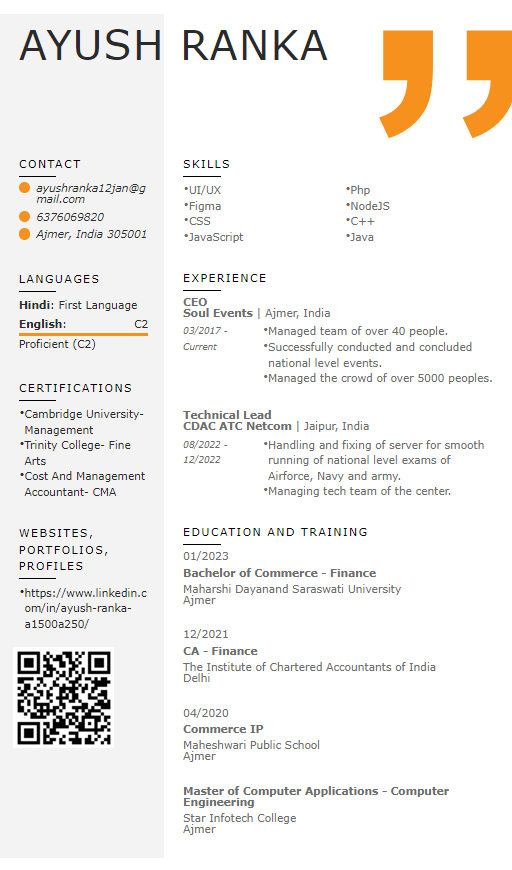 AYUSH RANKA
CONTACT
ayushranka12jan@g
mail.com
6376069820
Ajmer, India 305001
LANGUAGES
Hindi: First Language
English: C2
Proficient (C2)
CERTIFICATIONS
•Cambridge University-
Management
•Trinity College- Fine
Arts
•Cost And Management
Accountant- CMA
WEBSITES,
PORTFOLIOS,
PROFILES
•https://www.linkedin.c
om/in/ayush-ranka-
a1500a250/
SKILLS
•UI/UX
•Figma
•CSS
•JavaScript
•Php
•NodeJS
•C++
•Java
EXPERIENCE
CEO
Soul Events | Ajmer, India
03/2017 -
Current
•Managed team of over 40 people.
•Successfully conducted and concluded
national level events.
•Managed the crowd of over 5000 peoples.
Technical Lead
CDAC ATC Netcom | Jaipur, India
08/2022 -
12/2022
•Handling and fixing of server for smooth
running of national level exams of
Airforce, Navy and army.
•Managing tech team of the center.
EDUCATION AND TRAINING
01/2023
Bachelor of Commerce - Finance
Maharshi Dayanand Saraswati University
Ajmer
12/2021
CA - Finance
The Institute of Chartered Accountants of India
Delhi
04/2020
Commerce IP
Maheshwari Public School
Ajmer
Master of Computer Applications - Computer
Engineering
Star Infotech College
Ajmer